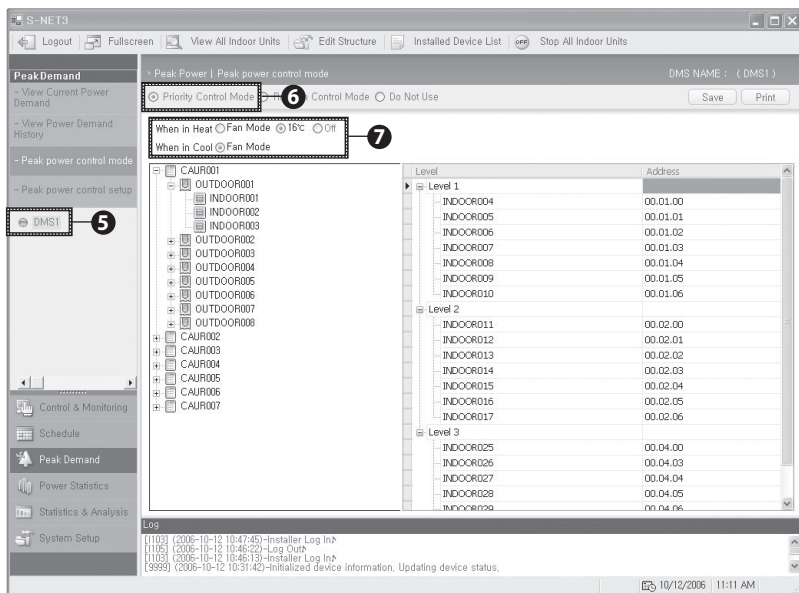 S-NET3
Logout Fullscreen View All Indoor Units Edit Structure Installed Device List OFF Stop All Indoor Units
PeakDemand
- View Current Power Demand
- View Power Demand History
- Peak power control mode
- Peak power control setup
DMS1
5
Peak Power | Peak power control mode DMS NAME : ( DMS1 )
Priority Control Mode 6 Control Mode Do Not Use Save Print
When in Heat Fan Mode 16℃ Off
When in Cool Fan Mode
7
CAUR001
OUTDOOR001
INDOOR001
INDOOR002
INDOOR003
OUTDOOR002
OUTDOOR003
OUTDOOR004
OUTDOOR005
OUTDOOR006
OUTDOOR007
OUTDOOR008
CAUR002
CAUR003
CAUR004
CAUR005
CAUR006
CAUR007
Level Address
Level 1
INDOOR004 00.01.00
INDOOR005 00.01.01
INDOOR006 00.01.02
INDOOR007 00.01.03
INDOOR008 00.01.04
INDOOR009 00.01.05
INDOOR010 00.01.06
Level 2
INDOOR011 00.02.00
INDOOR012 00.02.01
INDOOR013 00.02.02
INDOOR014 00.02.03
INDOOR015 00.02.04
INDOOR016 00.02.05
INDOOR017 00.02.06
Level 3
INDOOR025 00.04.00
INDOOR026 00.04.03
INDOOR027 00.04.04
INDOOR028 00.04.05
INDOOR029 00.04.06
Control & Monitoring
Schedule
Peak Demand
Power Statistics
Statistics & Analysis
System Setup
Log
[1103] (2006-10-12 10:47:45)-Installer Log In
[1105] (2006-10-12 10:46:22)-Log Out
[1103] (2006-10-12 10:46:13)-Installer Log In
[9999] (2006-10-12 10:31:42)-Initialized device information, Updating device status,
10/12/2006 11:11 AM